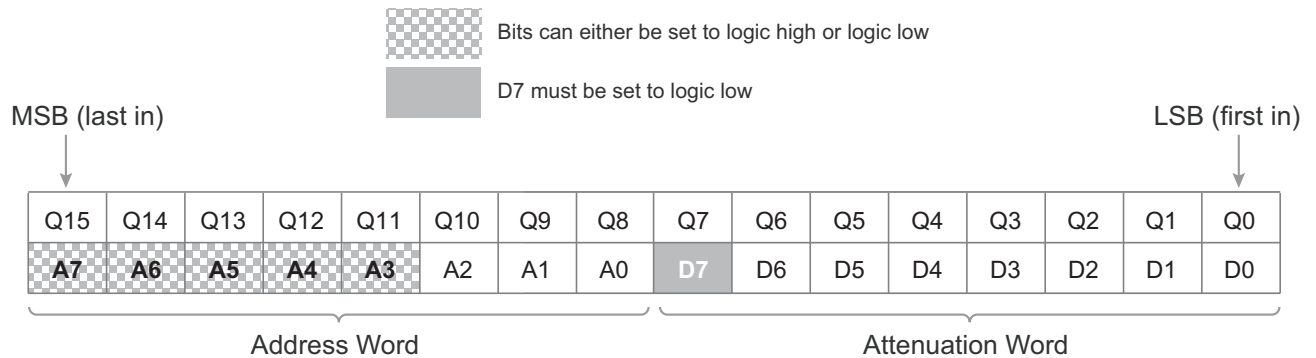 Bits can either be set to logic high or logic low
D7 must be set to logic low
MSB (last in)
LSB (first in)
Q15 Q14 Q13 Q12 Q11 Q10 Q9 Q8 Q7 Q6 Q5 Q4 Q3 Q2 Q1 Q0
A7 A6 A5 A4 A3 A2 A1 A0 D7 D6 D5 D4 D3 D2 D1 D0
Address Word
Attenuation Word